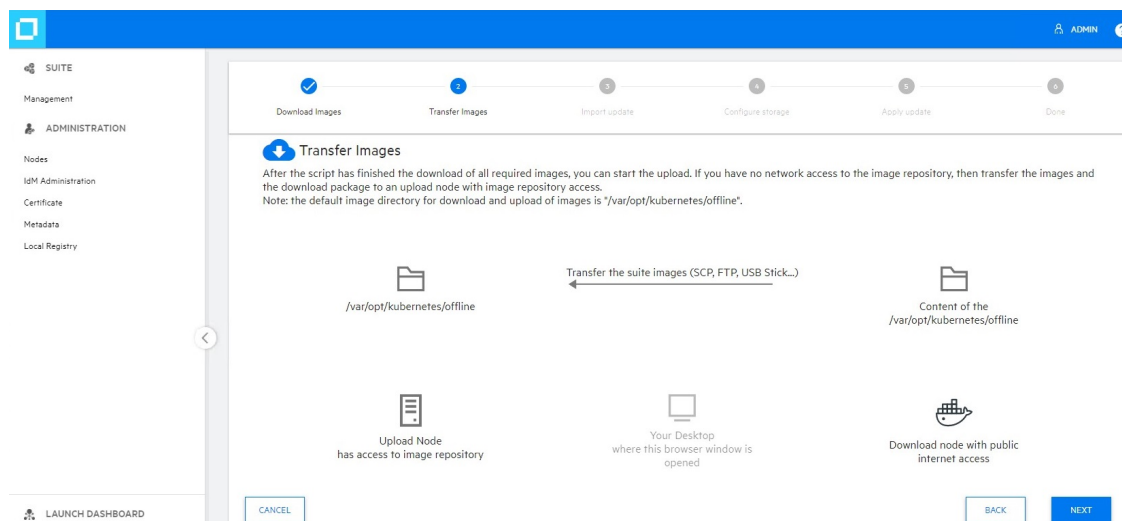 ADMIN
?
SUITE
Management
ADMINISTRATION
Nodes
IdM Administration
Certificate
Metadata
Local Registry
LAUNCH DASHBOARD
2
3
4
5
6
Download Images
Transfer Images
Import update
Configure storage
Apply update
Done
Transfer Images
After the script has finished the download of all required images, you can start the upload. If you have no network access to the image repository, then transfer the images and
the download package to an upload node with image repository access.
Note: the default image directory for download and upload of images is "/var/opt/kubernetes/offline".
Transfer the suite images (SCP, FTP, USB Stick...)
/var/opt/kubernetes/offline
Content of the
/var/opt/kubernetes/offline
Upload Node
has access to image repository
Your Desktop
where this browser window is
opened
Download node with public
internet access
CANCEL
BACK
NEXT